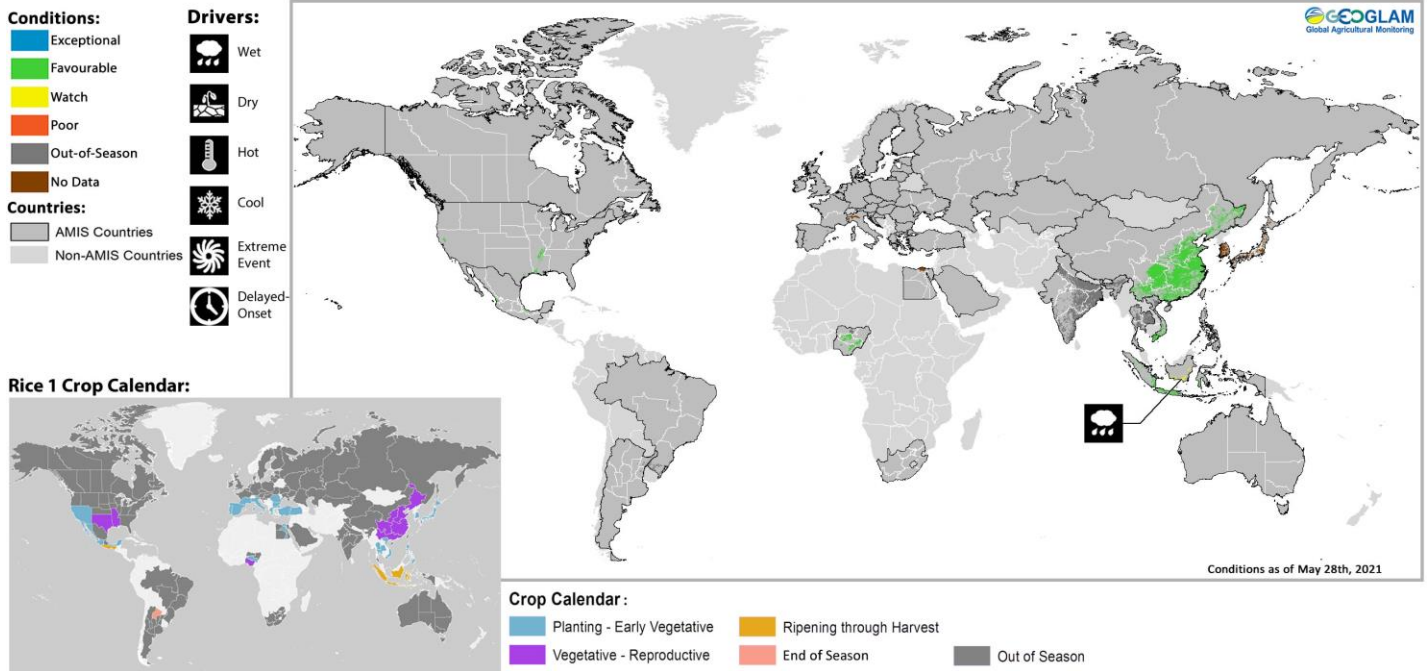 Conditions:
Exceptional
Favourable
Watch
Poor
Out-of-Season
No Data
Countries:
AMIS Countries
Non-AMIS Countries
Drivers:
Wet
Dry
Hot
Cool
Extreme
Event
Delayed-
Onset
GEOGLAM
Global Agricultural Monitoring
Conditions as of May 28th, 2021
Rice 1 Crop Calendar:
Crop Calendar :
Planting - Early Vegetative
Ripening through Harvest
Vegetative - Reproductive
End of Season
Out of Season